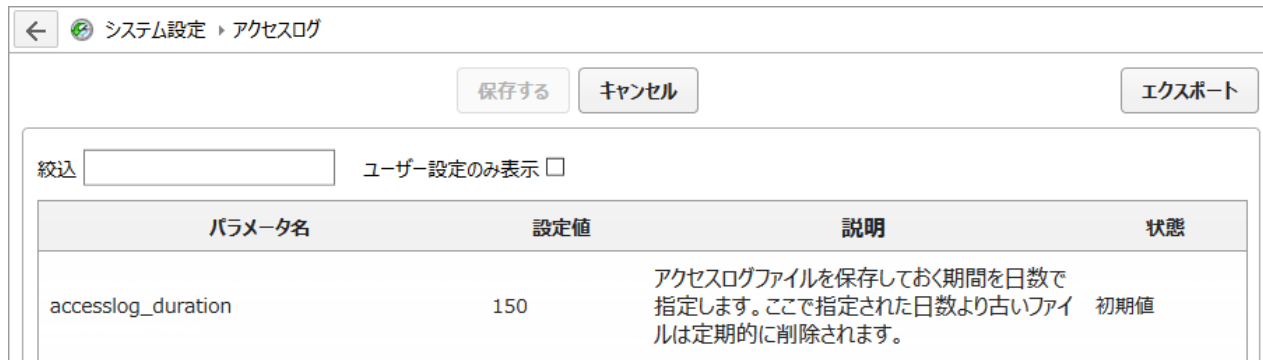 システム設定 ▸ アクセスログ
保存する キャンセル エクスポート
絞込 ユーザー設定のみ表示
パラメータ名 設定値 説明 状態
アクセスログファイルを保存しておく期間を日数で
accesslog_duration 150 指定します。ここで指定された日数より古いファイ 初期値
ルは定期的に削除されます。